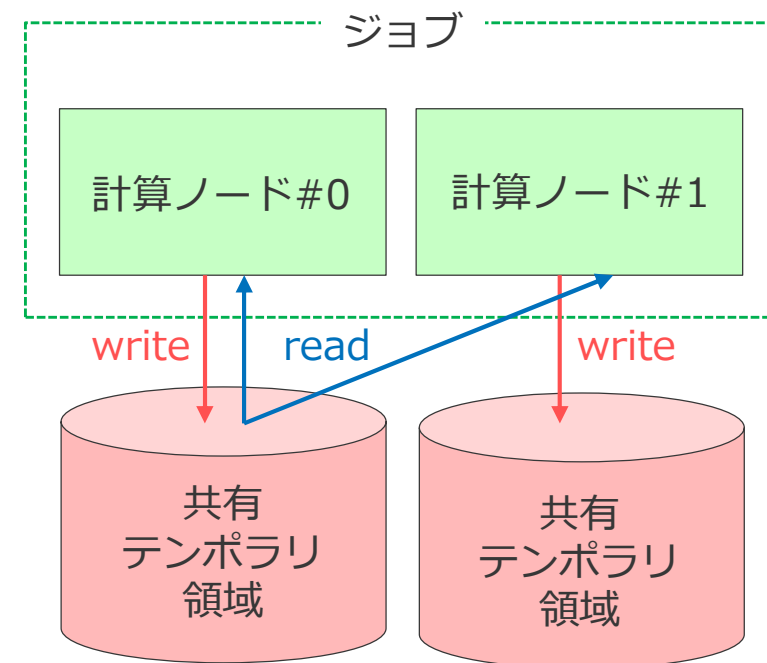 ジョブ
計算ノード#0
計算ノード#1
write
read
write
共有
テンポラリ
領域
共有
テンポラリ
領域